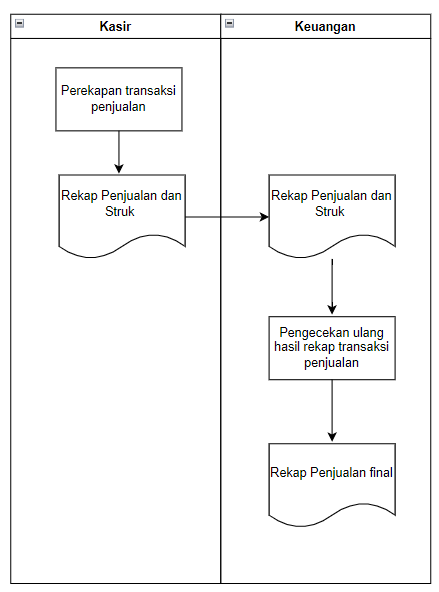 Kasir
Keuangan
Perekapan transaksi
penjualan
Rekap Penjualan dan
Struk
Rekap Penjualan dan
Struk
Pengecekan ulang
hasil rekap transaksi
penjualan
Rekap Penjualan final